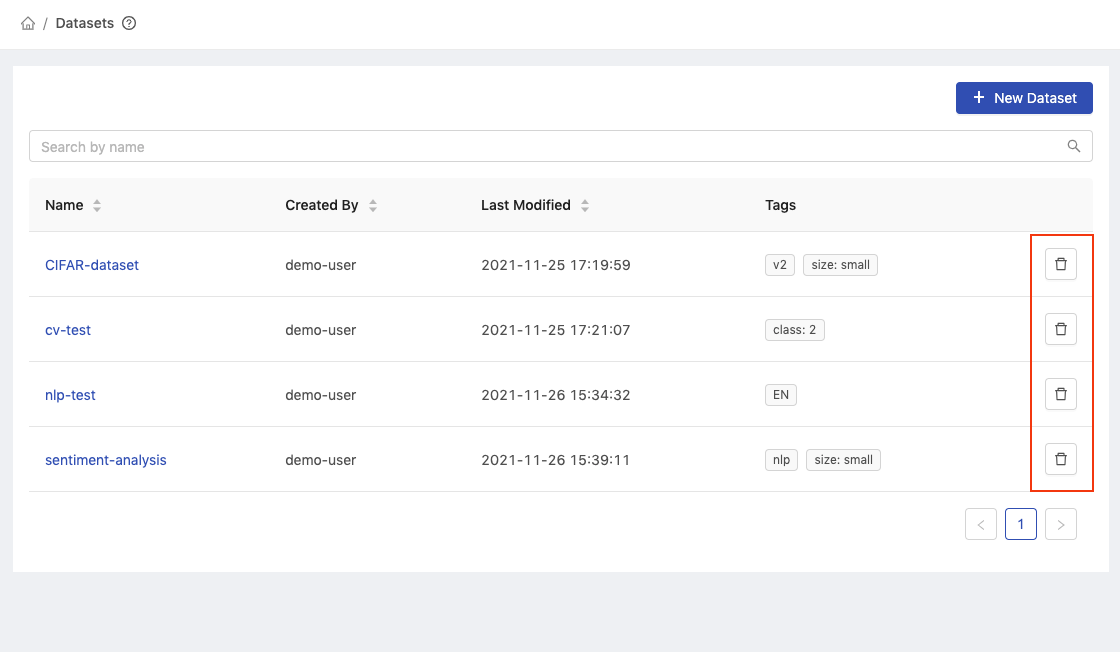 / Datasets
+ New Dataset
Search by name
Name Created By Last Modified Tags
CIFAR-dataset demo-user 2021-11-25 17:19:59 v2 size: small
cv-test demo-user 2021-11-25 17:21:07 class: 2
nlp-test demo-user 2021-11-26 15:34:32 EN
sentiment-analysis demo-user 2021-11-26 15:39:11 nlp size: small
< 1 >